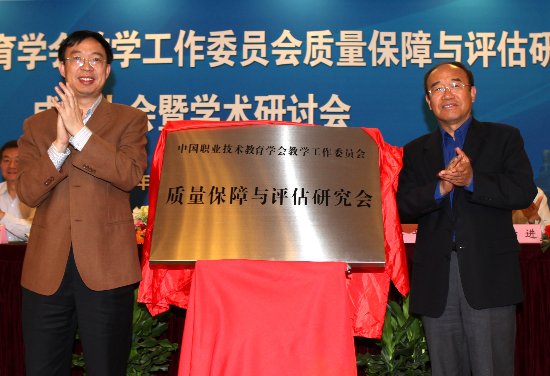 育学会教学工作委员会质量保障与评估研
成立大会暨学术研讨会
中国职业技术教育学会教学工作委员会
质量保障与评估研究会
进